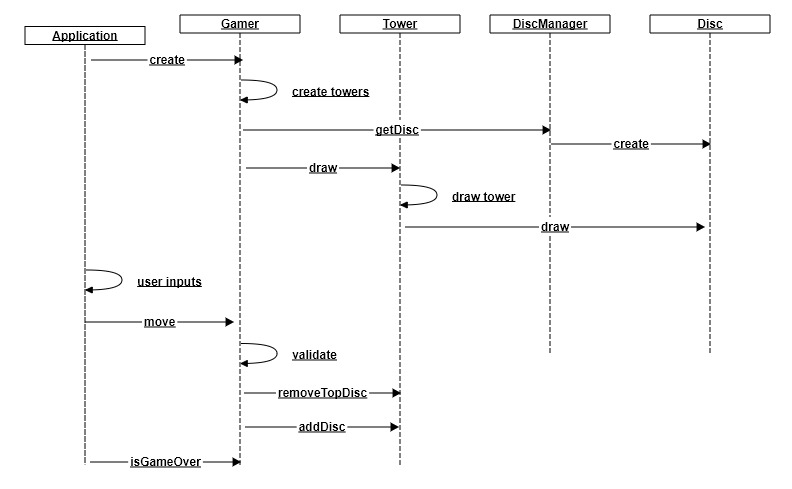 Application
Gamer
Tower
DiscManager
Disc
create
create towers
getDisc
create
draw
draw tower
draw
user inputs
move
validate
removeTopDisc
addDisc
isGameOver